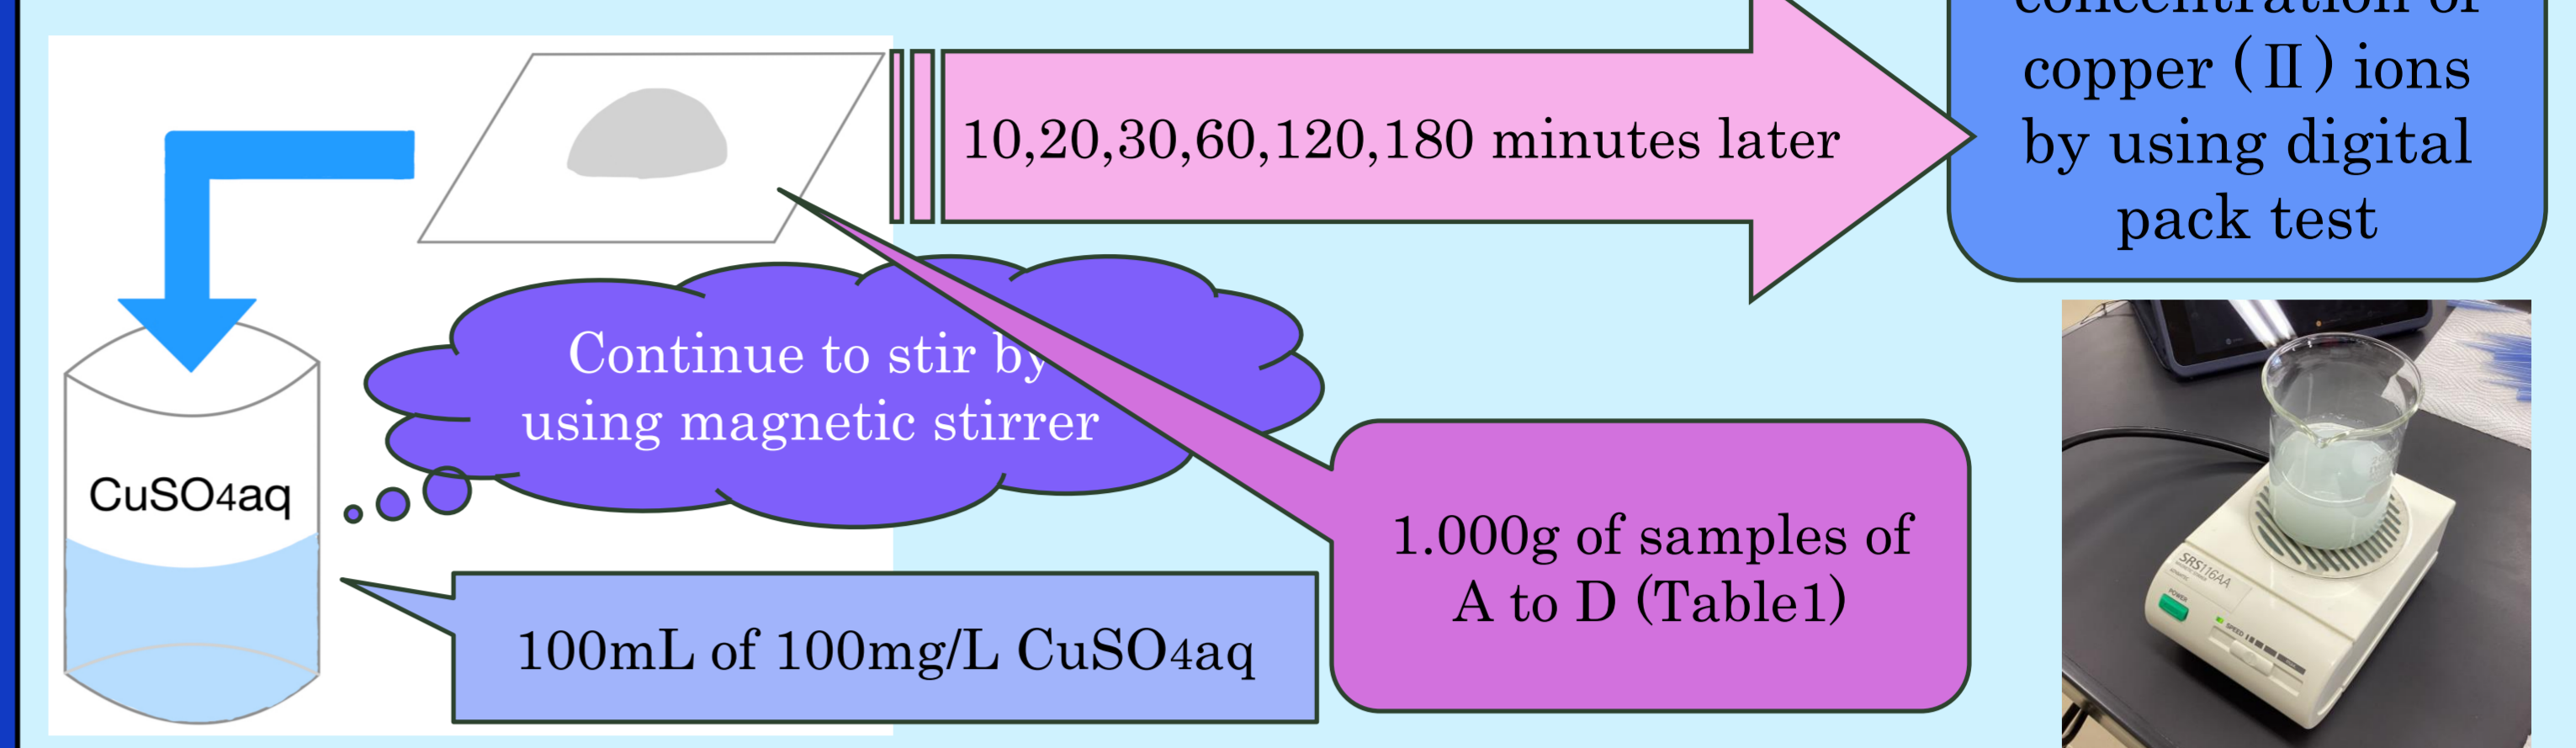 10,20,30,60,120,180 minutes later
concentration of
copper (Ⅱ) ions
by using digital
pack test
Continue to stir by
using magnetic stirrer
CuSO4aq
100mL of 100mg/L CuSO4aq
1.000g of samples of
A to D (Table1)
SRS116AA
POWER
SPEED